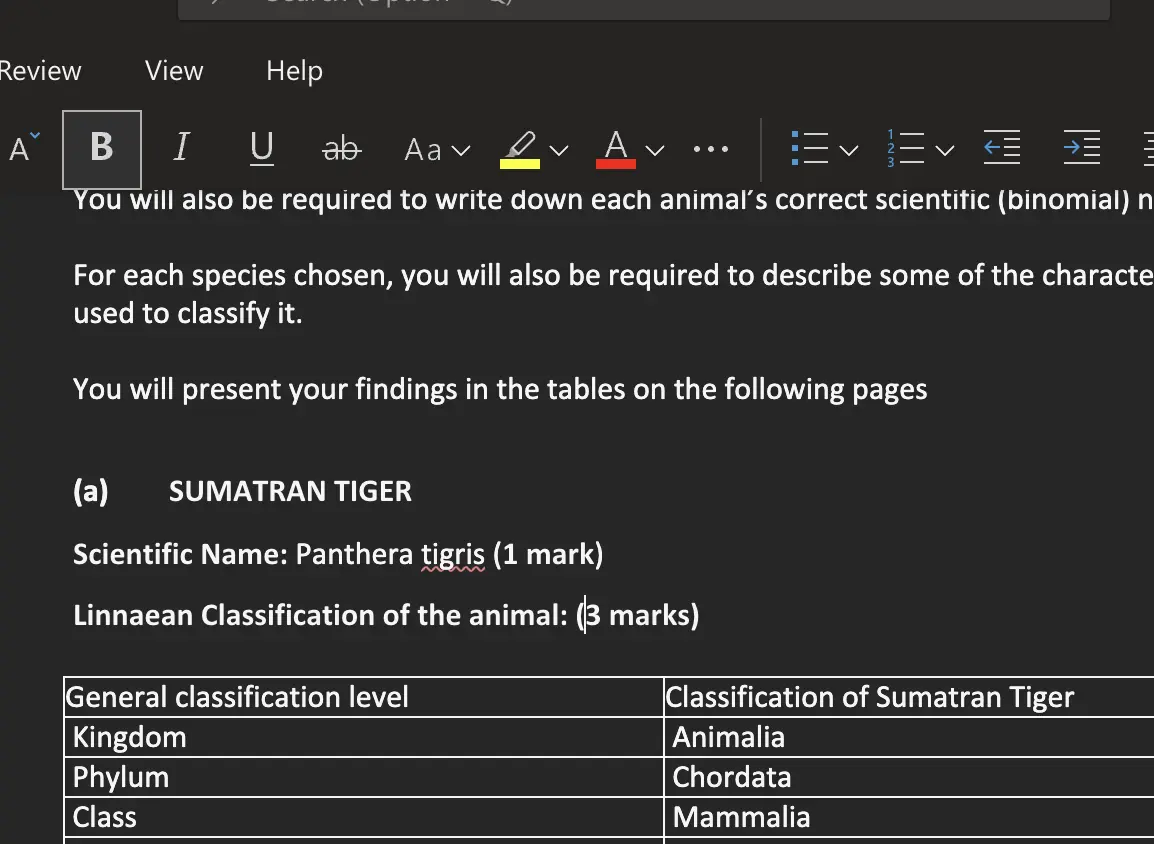 Review View Help
A B I U ab Aa A
You will also be required to write down each animal's correct scientific (binomial) n
For each species chosen, you will also be required to describe some of the characte
used to classify it.
You will present your findings in the tables on the following pages
(a) SUMATRAN TIGER
Scientific Name: Panthera tigris (1 mark)
Linnaean Classification of the animal: (3 marks)
General classification level Classification of Sumatran Tiger
Kingdom Animalia
Phylum Chordata
Class Mammalia